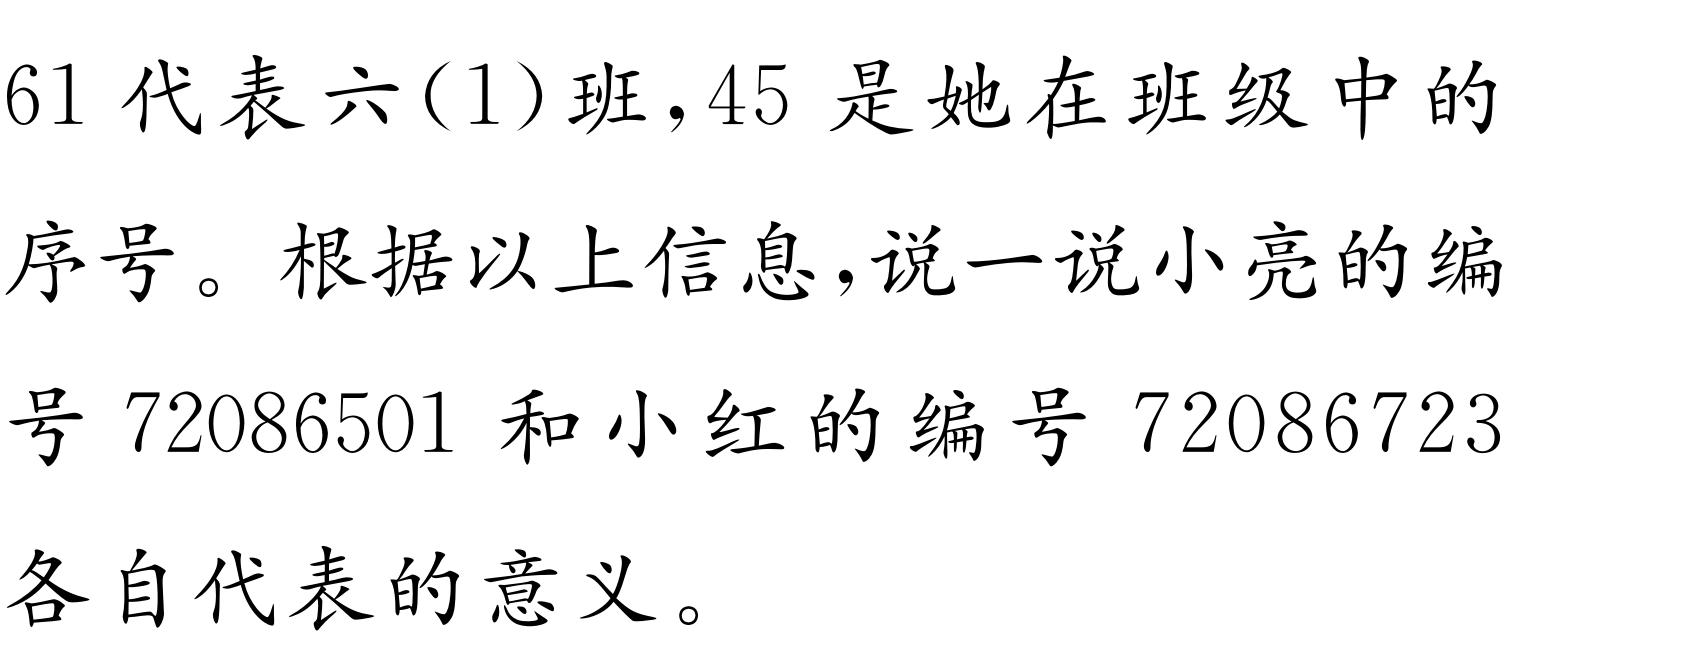 61 代表六(1)班,45 是她在班级中的
序号。根据以上信息,说一说小亮的编
号 72086501 和小红的编号 72086723
各自代表的意义。